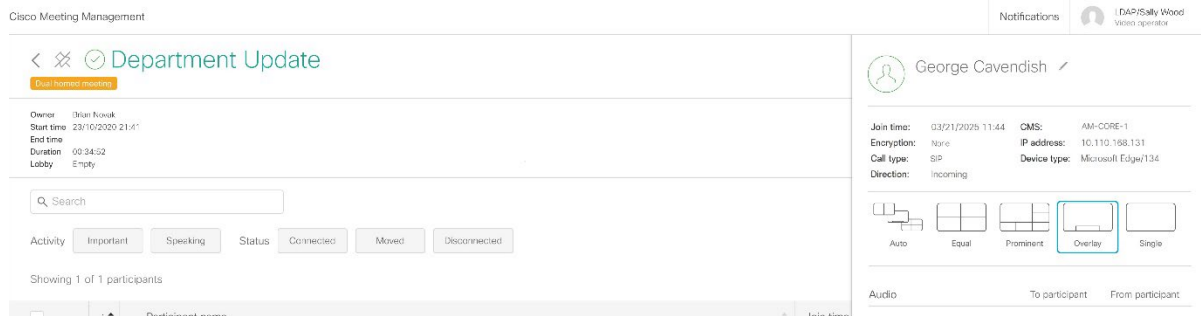 Cisco Meeting Management
Notifications
LDAP/Sally Wood
Video operator
Department Update
Dual homed meeting
Owner Brian Novak
Start time 23/10/2020 21:41
End time
Duration 00:34:52
Lobby Empty
Search
Activity Important Speaking Status Connected Moved Disconnected
Showing 1 of 1 participants
Participant name Join time
George Cavendish
Join time: 03/21/2025 11:44 CMS: AM-CORE-1
Encryption: None IP address: 10.110.168.131
Call type: SIP Device type: Microsoft Edge/134
Direction: Incoming
Auto Equal Prominent Overlay Single
Audio To participant From participant